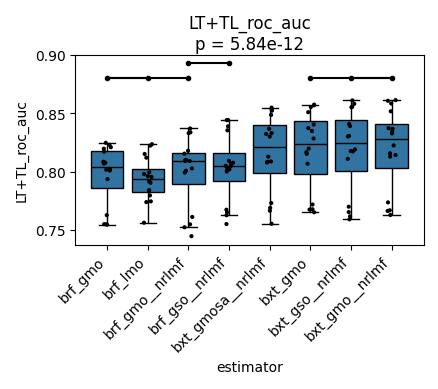 LT+TL_roc_auc
p = 5.84e-12
LT+TL_roc_auc
0.90
0.85
0.80
0.75
brf_gmo
brf_lmo
brf_gmo__nrlmf
brf_gso__nrlmf
bxt_gmosa__nrlmf
bxt_gmo
bxt_gso__nrlmf
bxt_gmo__nrlmf
estimator